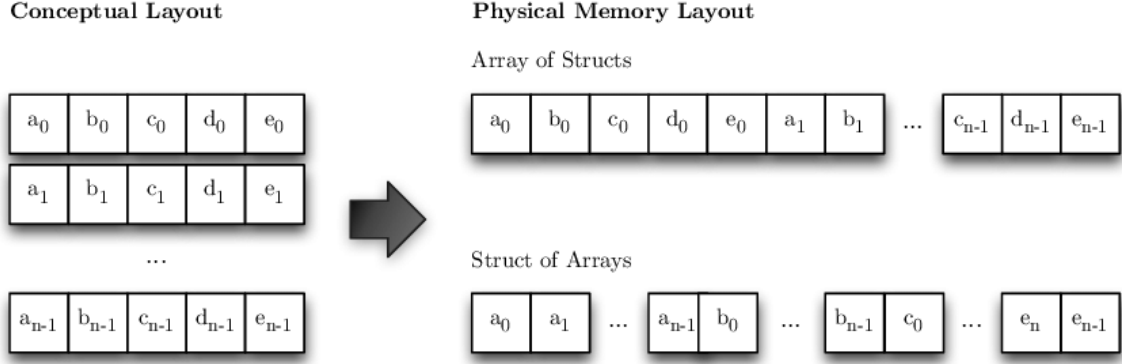 Conceptual Layout
a₀ b₀ c₀ d₀ e₀
a₁ b₁ c₁ d₁ e₁
...
aₙ₋₁ bₙ₋₁ cₙ₋₁ dₙ₋₁ eₙ₋₁
Physical Memory Layout
Array of Structs
a₀ b₀ c₀ d₀ e₀ a₁ b₁ ... cₙ₋₁ dₙ₋₁ eₙ₋₁
Struct of Arrays
a₀ a₁ ... aₙ₋₁ b₀ ... bₙ₋₁ c₀ ... eₙ eₙ₋₁